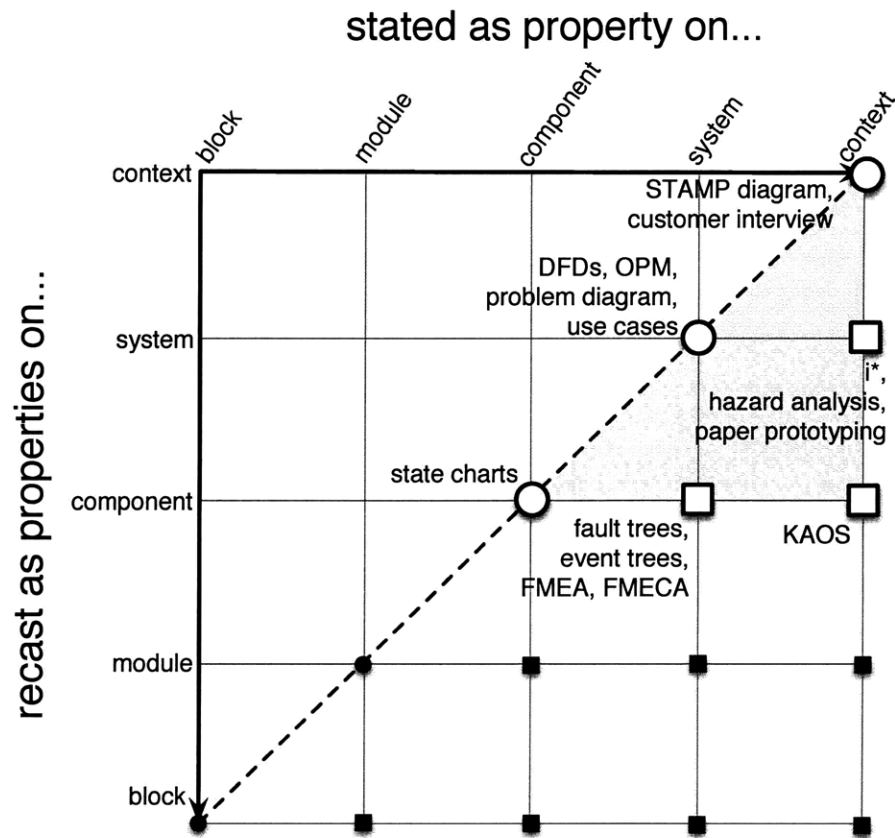 stated as property on...
block
module
component
system
context
context
STAMP diagram,
customer interview
DFDs, OPM,
problem diagram,
use cases
system
i*,
hazard analysis,
paper prototyping
state charts
component
fault trees,
event trees,
FMEA, FMECA
KAOS
module
block
recast as properties on...